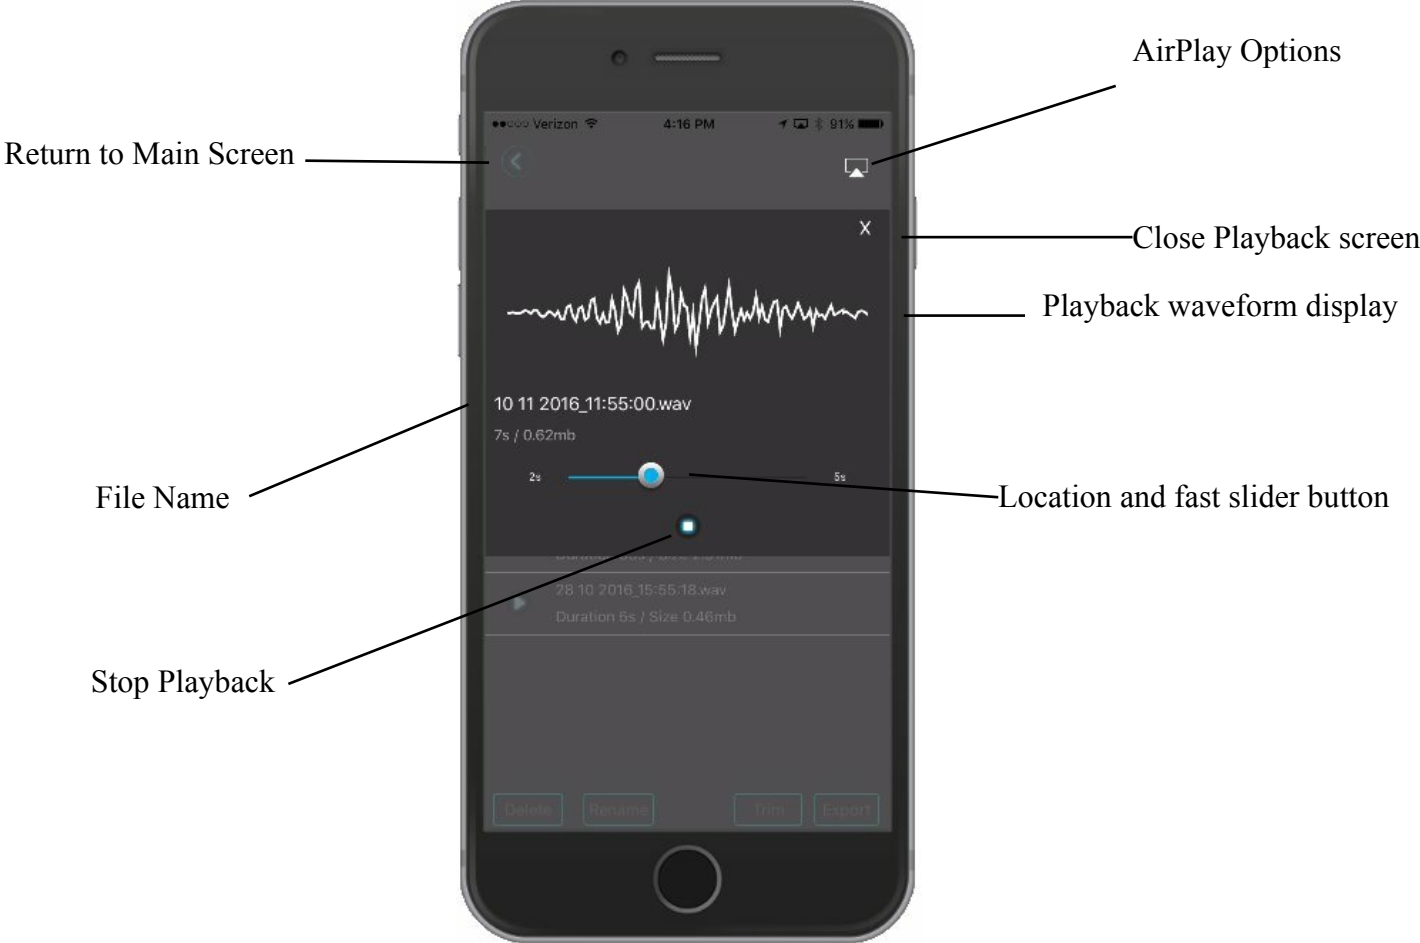 AirPlay Options
Verizon 4:16 PM 91%
Return to Main Screen
X
Close Playback screen
Playback waveform display
10 11 2016_11:55:00.wav
7s / 0.62mb
2s 5s
File Name
Location and fast slider button
28 10 2016_15:55:18.wav
Duration 5s / Size 0.46mb
Stop Playback
Delete Rename Trim Export